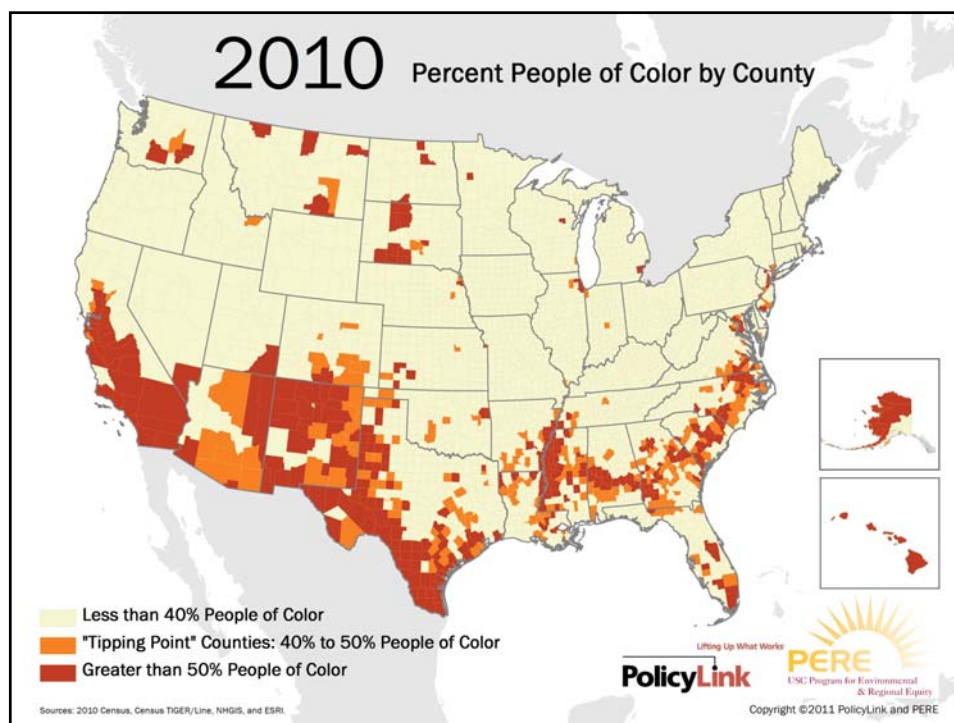 2010 Percent People of Color by County
Less than 40% People of Color
"Tipping Point" Counties: 40% to 50% People of Color
Greater than 50% People of Color
Lifting Up What Works®
PolicyLink
PERE
USC Program for Environmental
& Regional Equity
Sources: 2010 Census, Census TIGER/Line, NHGIS, and ESRI.
Copyright ©2011 PolicyLink and PERE